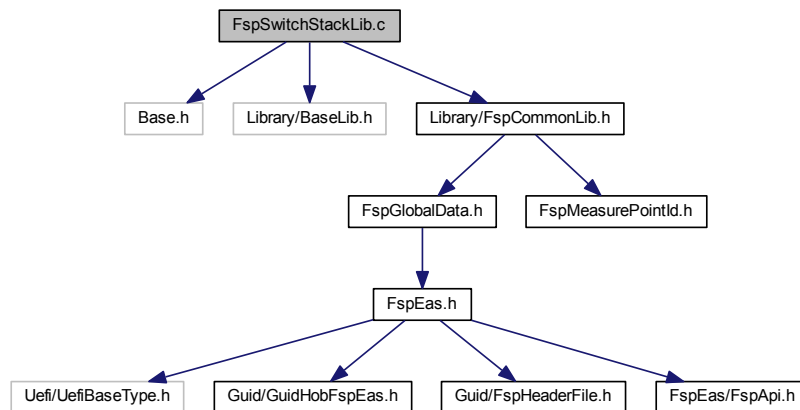 FspSwitchStackLib.c
Base.h
Library/BaseLib.h
Library/FspCommonLib.h
FspGlobalData.h
FspMeasurePointId.h
FspEas.h
Uefi/UefiBaseType.h
Guid/GuidHobFspEas.h
Guid/FspHeaderFile.h
FspEas/FspApi.h